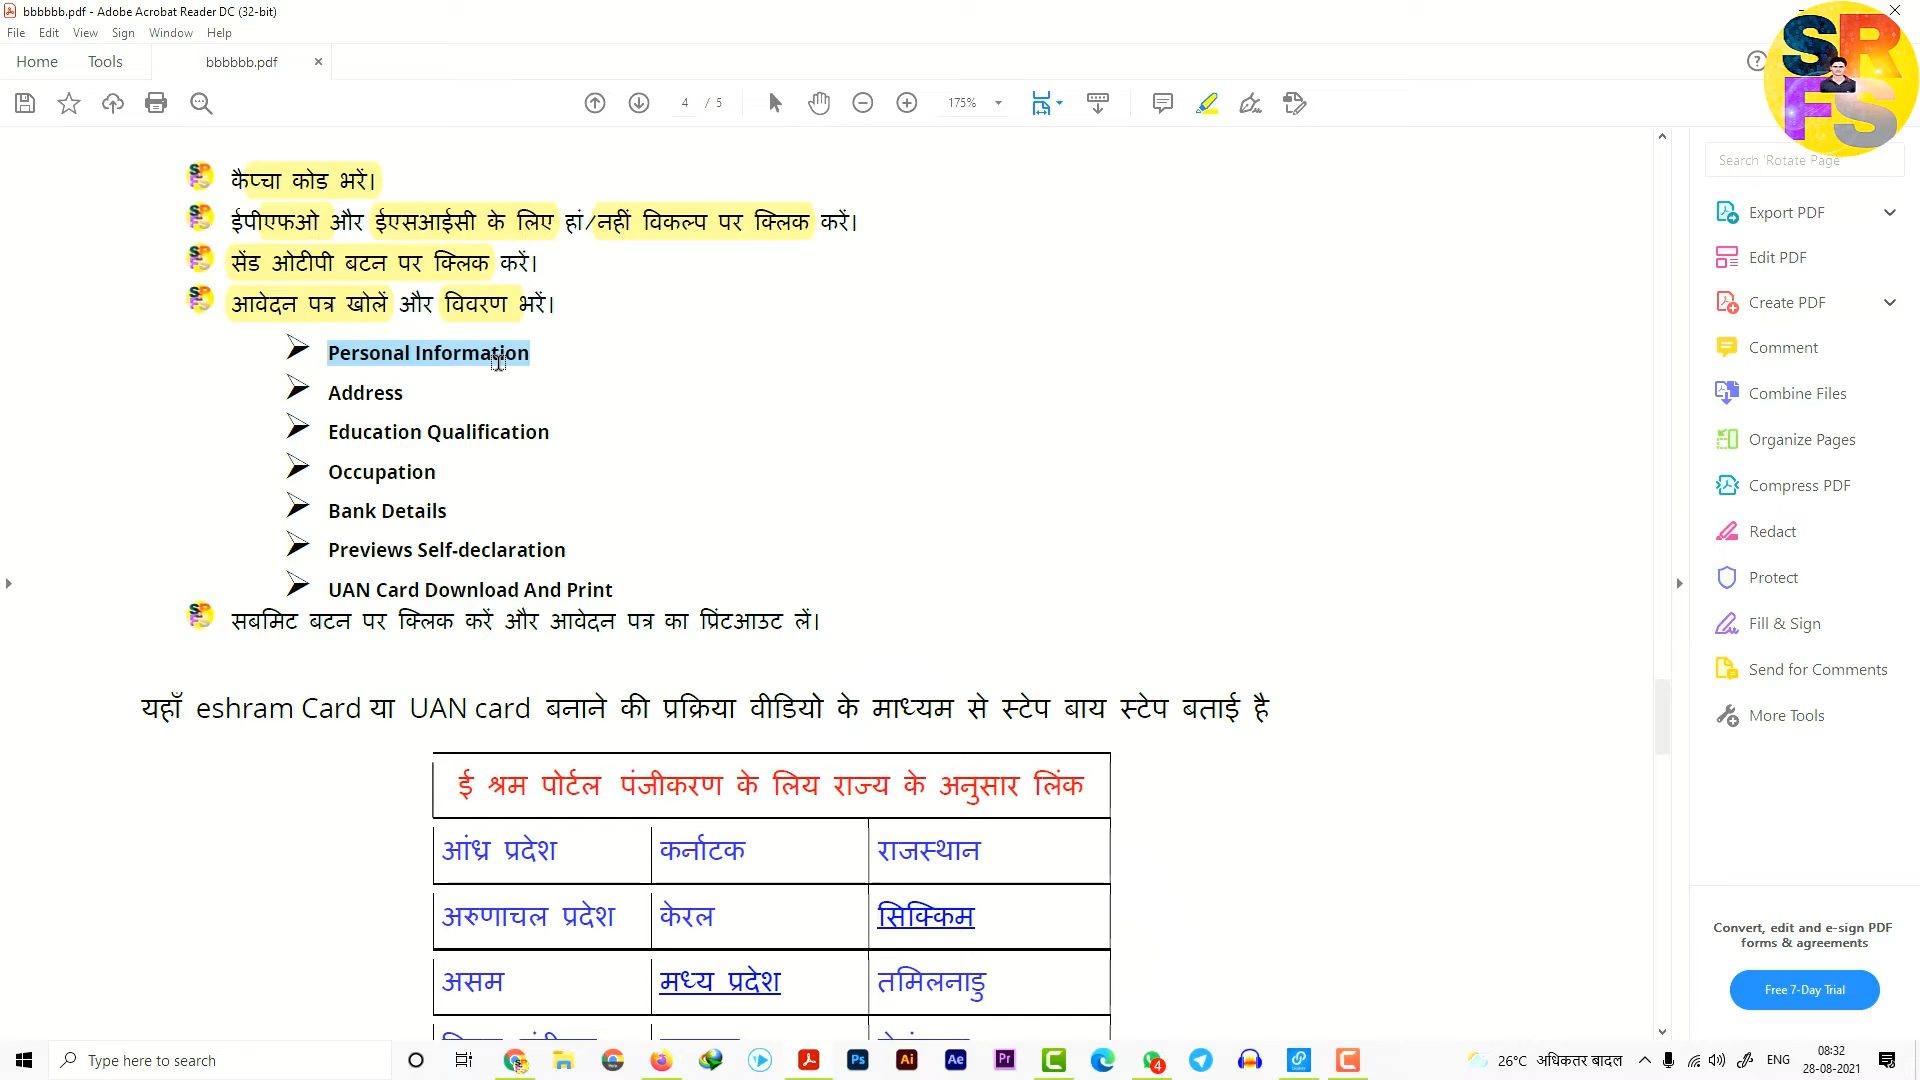 bbbbbb.pdf - Adobe Acrobat Reader DC (32-bit)
File Edit View Sign Window Help
Home Tools bbbbbb.pdf
4 / 5 175%
SR
FS
Search 'Rotate Page'
कैप्चा कोड भरें।
ईपीएफओ और ईएसआईसी के लिए हां/नहीं विकल्प पर क्लिक करें।
सेंड ओटीपी बटन पर क्लिक करें।
आवेदन पत्र खोलें और विवरण भरें।
Personal Information
Address
Education Qualification
Occupation
Bank Details
Previews Self-declaration
UAN Card Download And Print
सबमिट बटन पर क्लिक करें और आवेदन पत्र का प्रिंटआउट लें।
यहाँ eshram Card या UAN card बनाने की प्रक्रिया वीडियो के माध्यम से स्टेप बाय स्टेप बताई है
ई श्रम पोर्टल पंजीकरण के लिय राज्य के अनुसार लिंक
आंध्र प्रदेश कर्नाटक राजस्थान
अरुणाचल प्रदेश केरल सिक्किम
असम मध्य प्रदेश तमिलनाडु
Export PDF
Edit PDF
Create PDF
Comment
Combine Files
Organize Pages
Compress PDF
Redact
Protect
Fill & Sign
Send for Comments
More Tools
Convert, edit and e-sign PDF
forms & agreements
Free 7-Day Trial
Type here to search
Ps Ai Ae Pr 4
26°C अधिकतर बादल ENG
08:32
28-08-2021